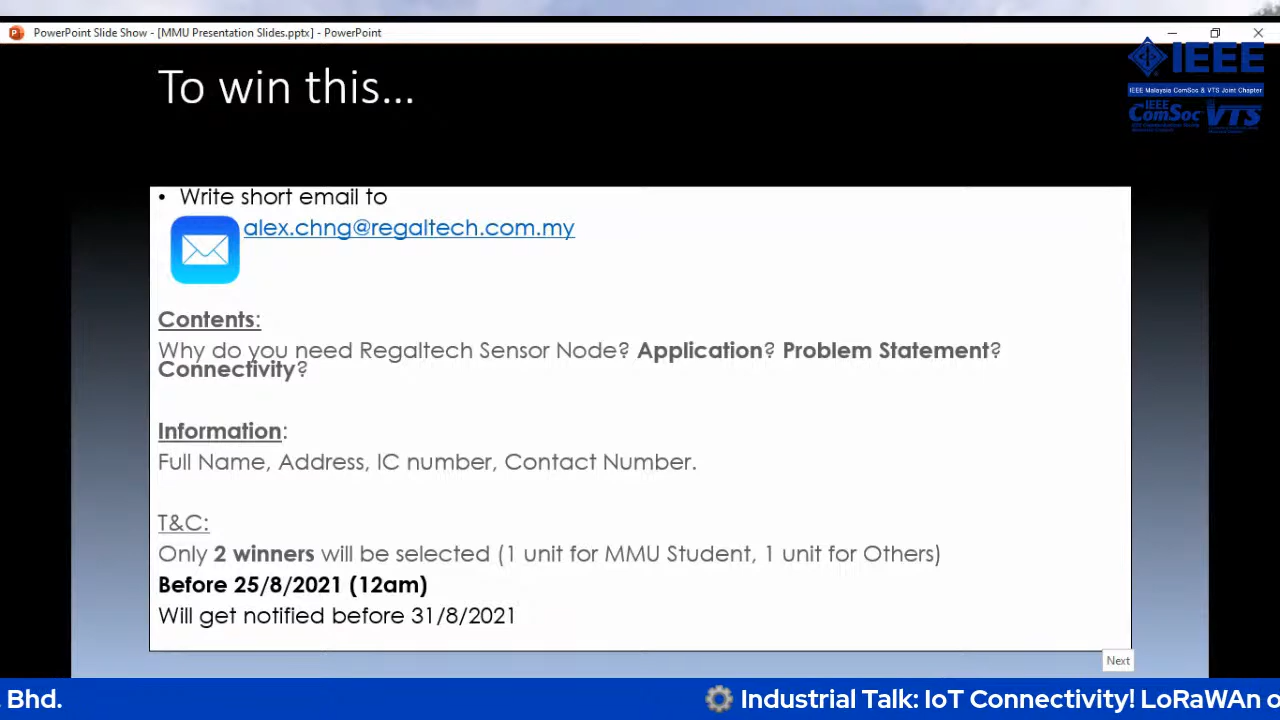 PowerPoint Slide Show - [MMU Presentation Slides.pptx] - PowerPoint
IEEE
IEEE Malaysia ComSoc & VTS Joint Chapter
IEEE
ComSoc VTS
To win this...
• Write short email to
alex.chng@regaltech.com.my
Contents:
Why do you need Regaltech Sensor Node? Application? Problem Statement?
Connectivity?
Information:
Full Name, Address, IC number, Contact Number.
T&C:
Only 2 winners will be selected (1 unit for MMU Student, 1 unit for Others)
Before 25/8/2021 (12am)
Will get notified before 31/8/2021
Next
. Bhd.
Industrial Talk: IoT Connectivity! LoRaWAn o